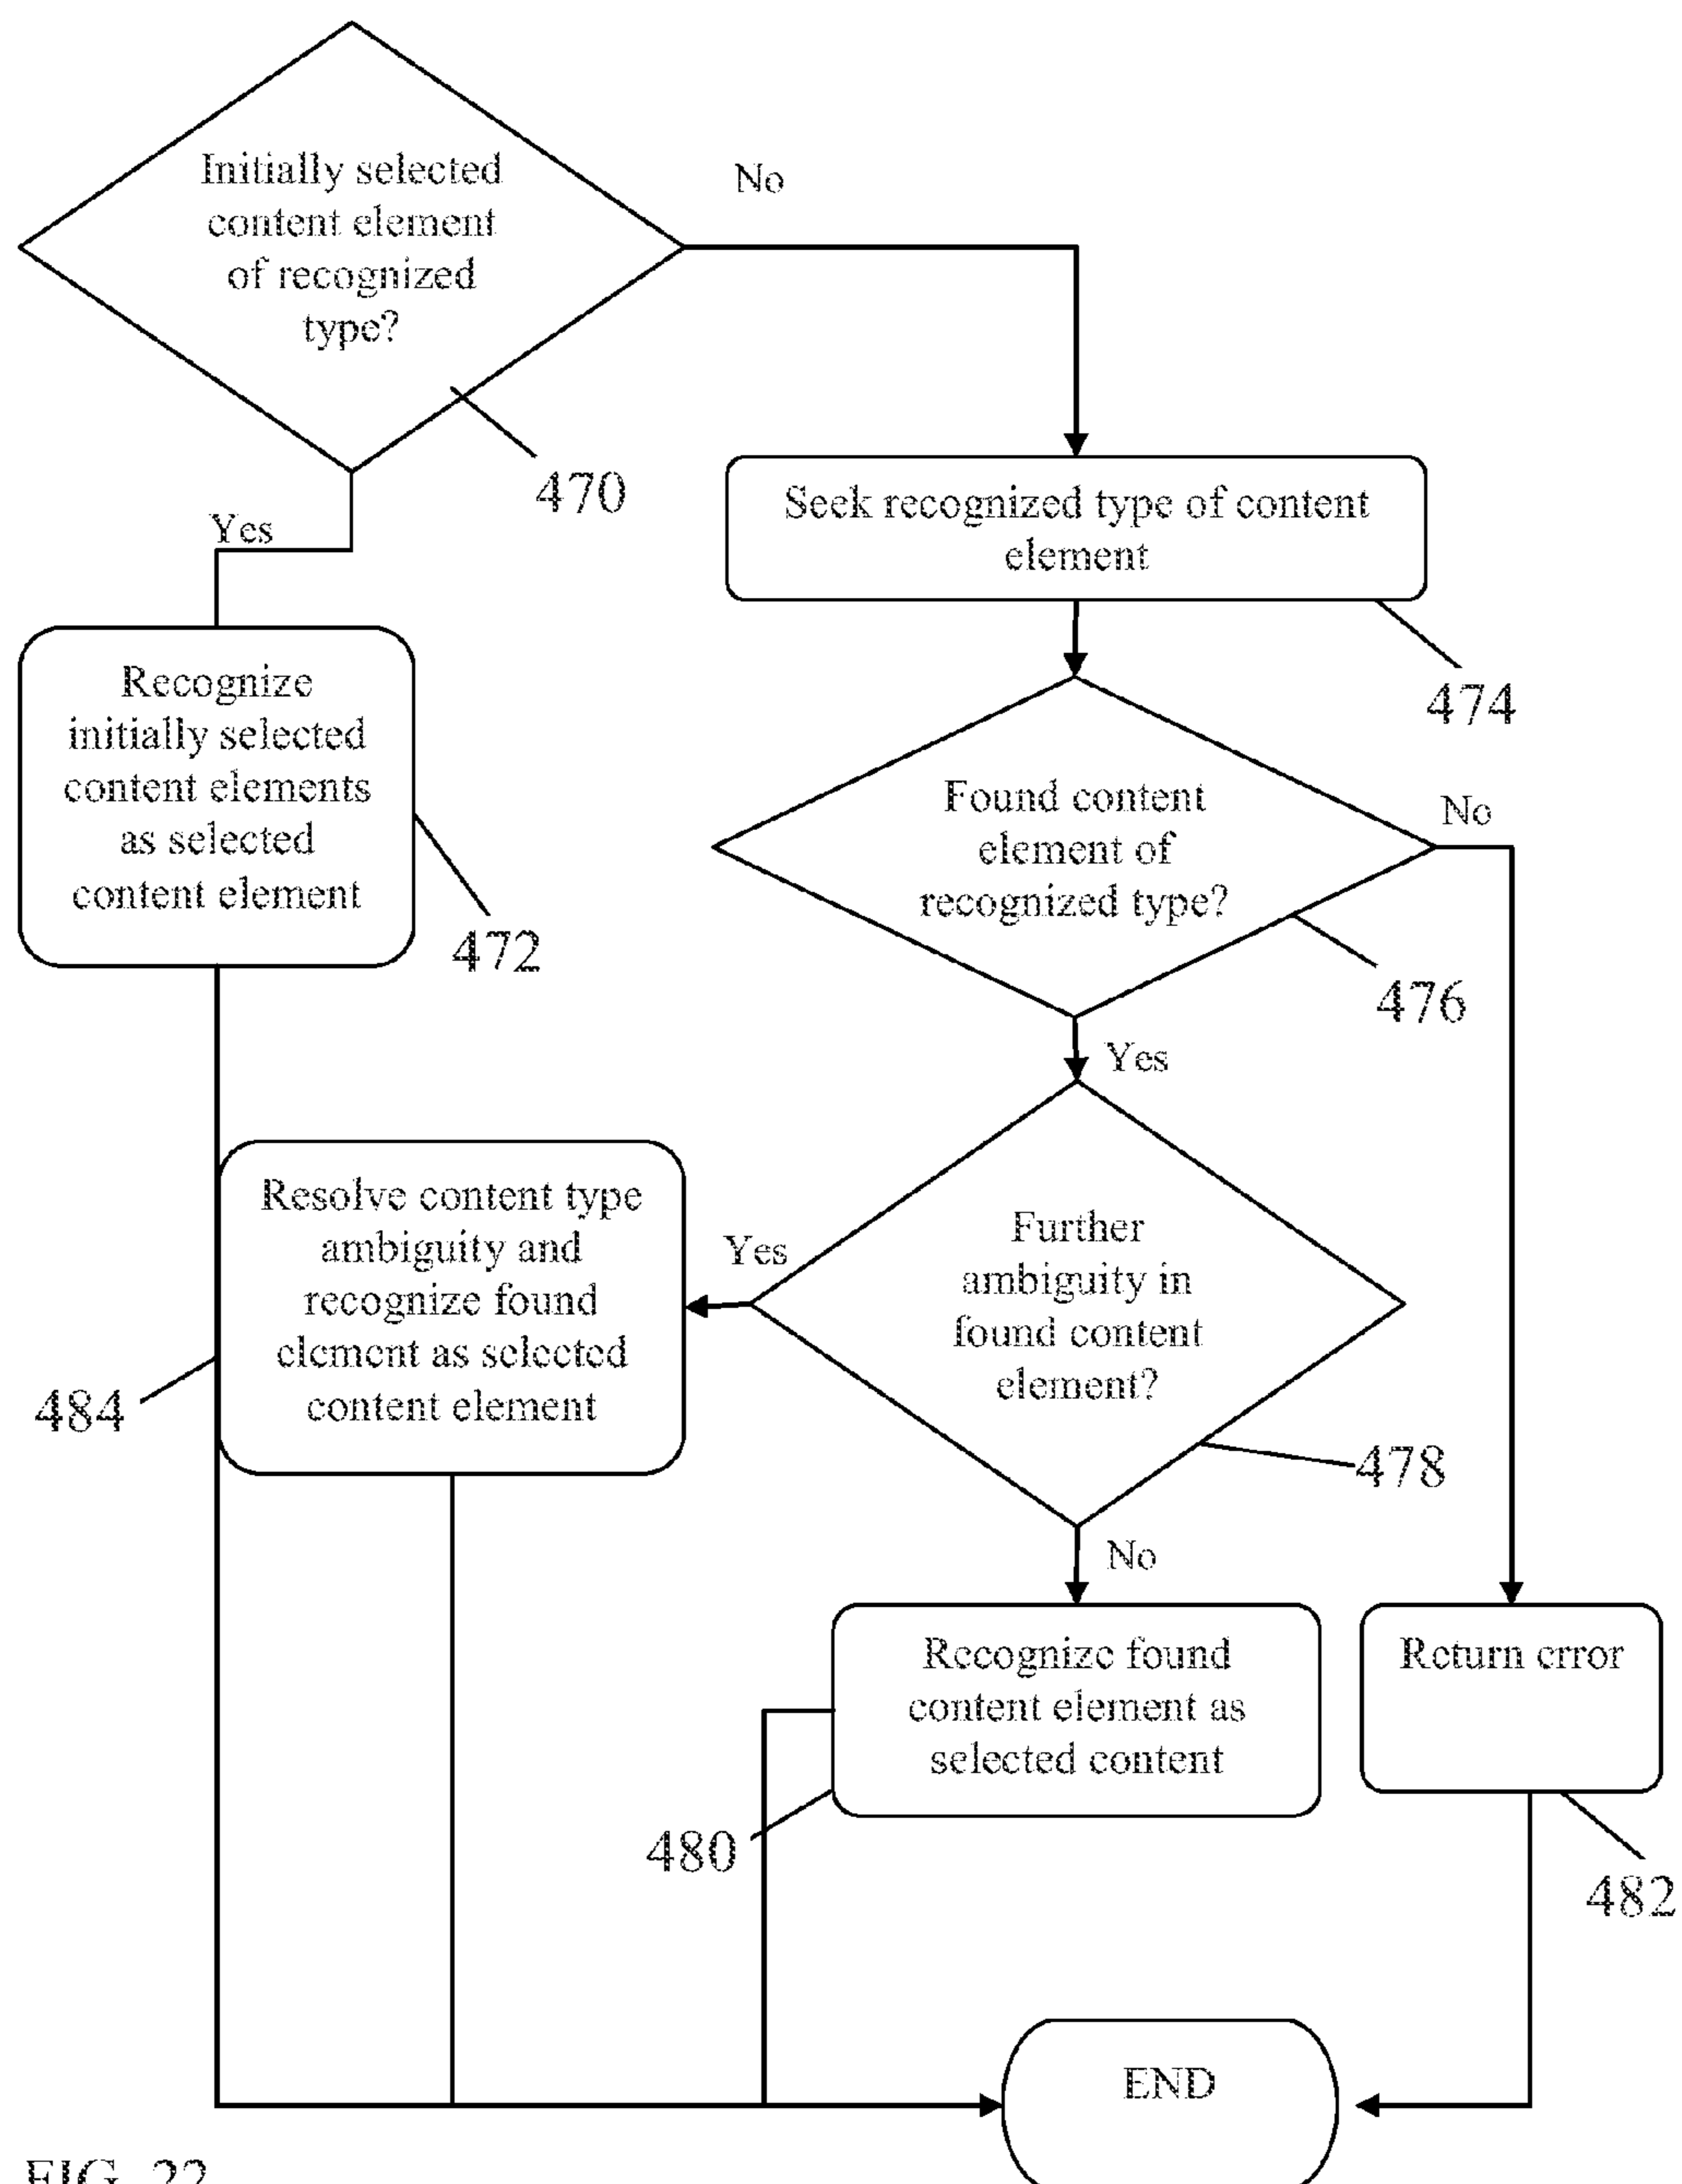 Initially selected
content element
of recognized
type?
No
470
Yes
Seek recognized type of content
element
474
Recognize
initially selected
content elements
as selected
content element
472
Found content
element of
recognized type?
No
476
Yes
Resolve content type
ambiguity and
recognize found
element as selected
content element
484
Yes
Further
ambiguity in
found content
element?
478
No
Recognize found
content element as
selected content
480
Return error
482
END
FIG. 22